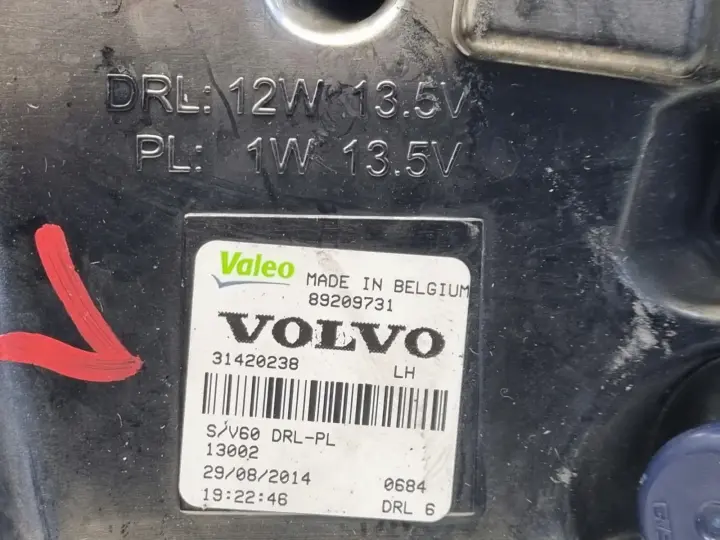 DRL: 12W 13.5V
PL: 1W 13.5V
Valeo MADE IN BELGIUM
89209731
VOLVO
31420238 LH
S/V60 DRL-PL
13002
29/08/2014 0684
19:22:46 DRL 6